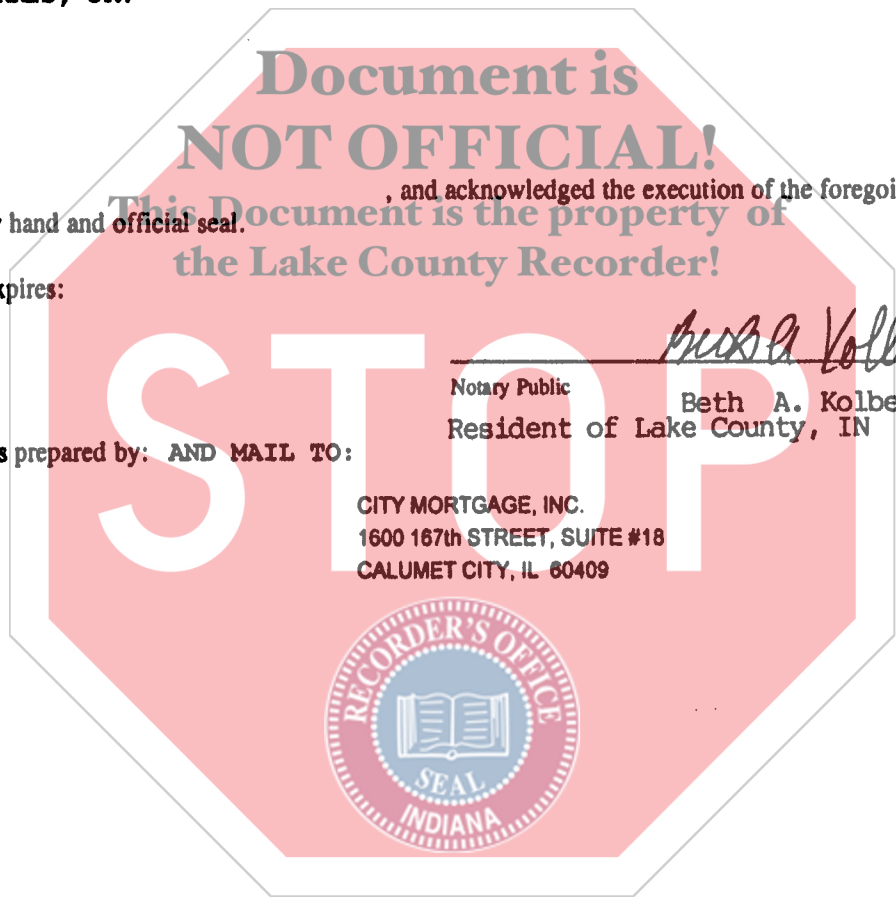 Document is
NOT OFFICIAL!
, and acknowledged the execution of the foregoi
hand and official seal.
This Document is the property of
the Lake County Recorder!
xpires:
STOP
Notary Public
Beth A. Kolbe
Resident of Lake County, IN
s prepared by: AND MAIL TO:
CITY MORTGAGE, INC.
1600 167th STREET, SUITE #18
CALUMET CITY, IL 60409
RECORDER'S OFFICE
SEAL
INDIANA